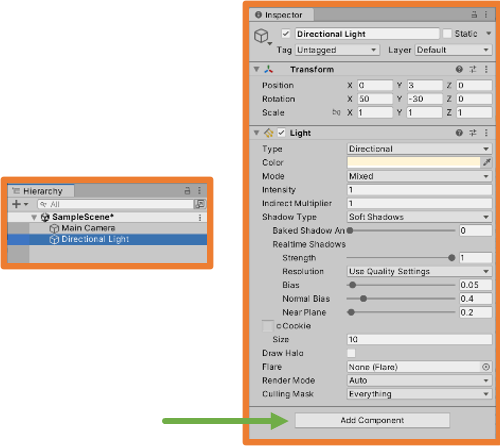 Inspector
Directional Light Static
Tag Untagged Layer Default
Transform
Position X 0 Y 3 Z 0
Rotation X 50 Y -30 Z 0
Scale X 1 Y 1 Z 1
Light
Type Directional
Color
Mode Mixed
Intensity 1
Indirect Multiplier 1
Shadow Type Soft Shadows
Baked Shadow An 0
Realtime Shadows
Strength 1
Resolution Use Quality Settings
Bias 0.05
Normal Bias 0.4
Near Plane 0.2
Cookie
Size 10
Draw Halo
Flare None (Flare)
Render Mode Auto
Culling Mask Everything
Add Component
Hierarchy
All
SampleScene*
Main Camera
Directional Light